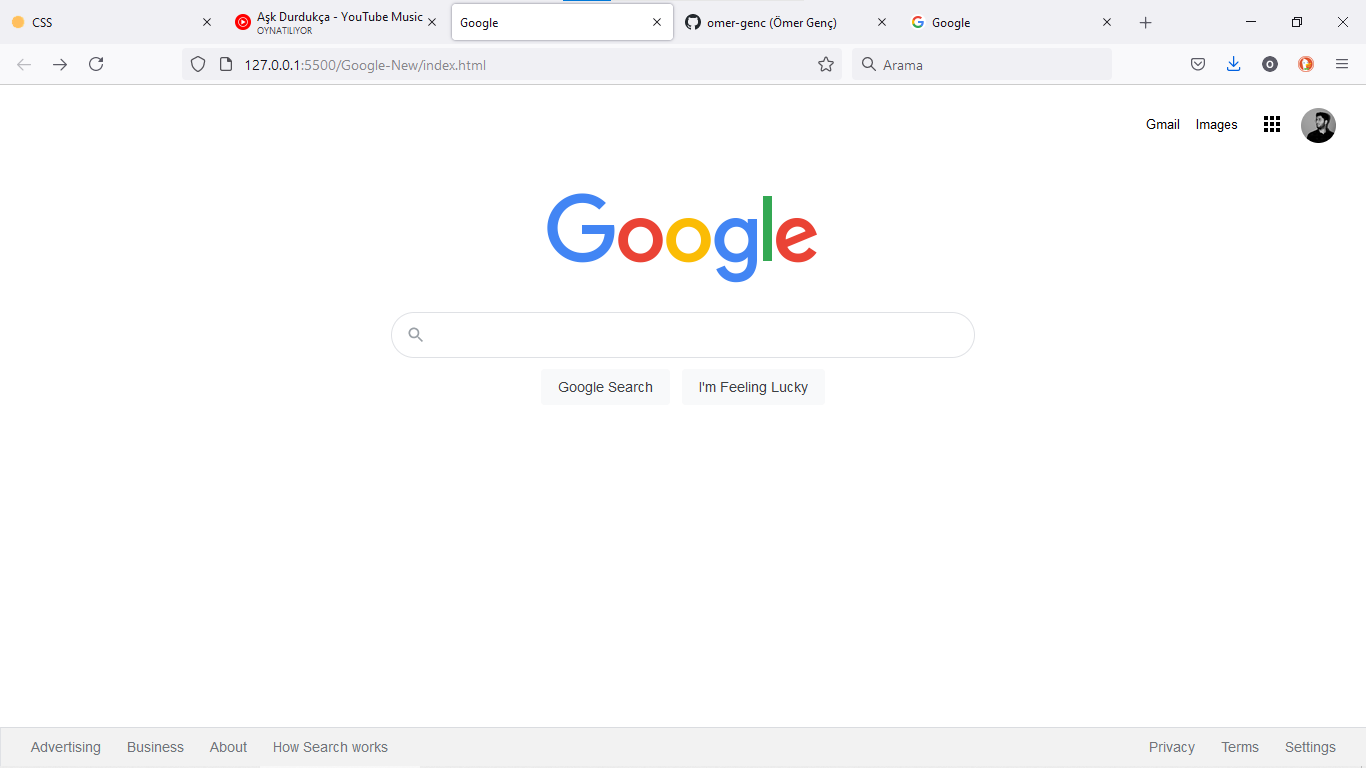 CSS
Aşk Durdukça - YouTube Music
OYNATILIYOR
Google
omer-genc (Ömer Genç)
Google
127.0.0.1:5500/Google-New/index.html
Arama
O
Gmail Images
Google
Google Search I'm Feeling Lucky
Advertising Business About How Search works Privacy Terms Settings